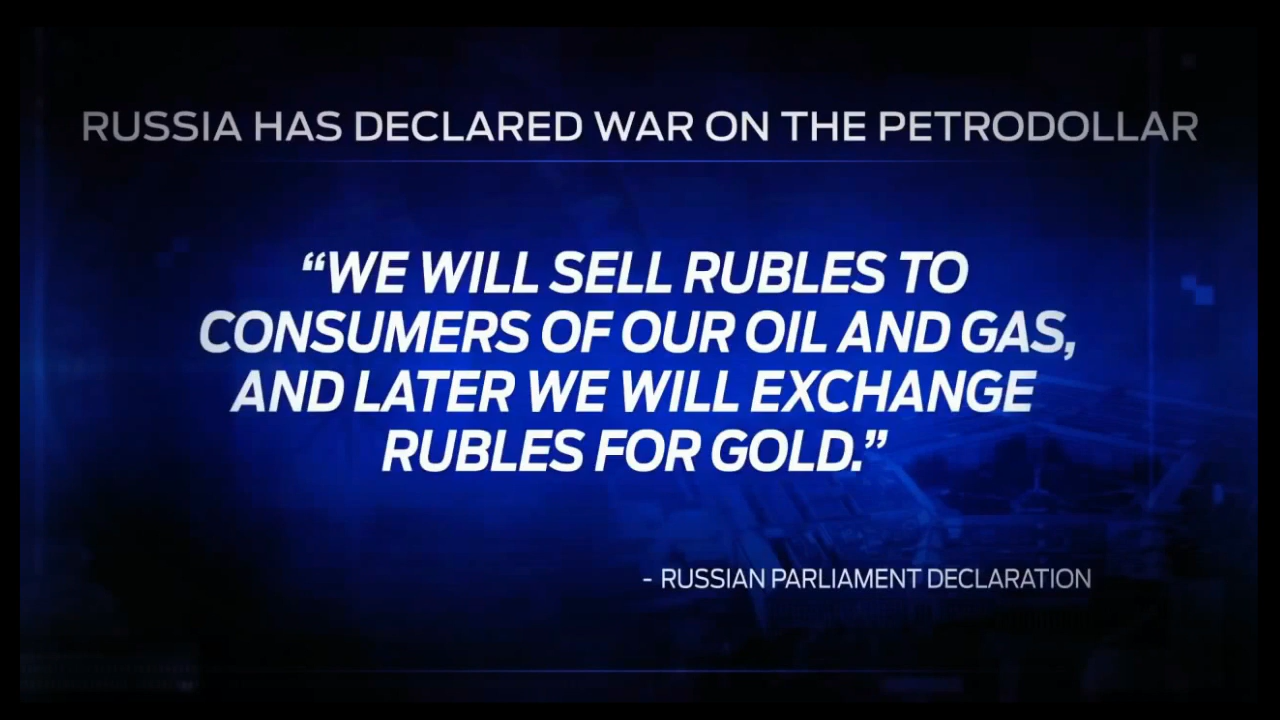 RUSSIA HAS DECLARED WAR ON THE PETRODOLLAR
“WE WILL SELL RUBLES TO
CONSUMERS OF OUR OIL AND GAS,
AND LATER WE WILL EXCHANGE
RUBLES FOR GOLD.”
- RUSSIAN PARLIAMENT DECLARATION